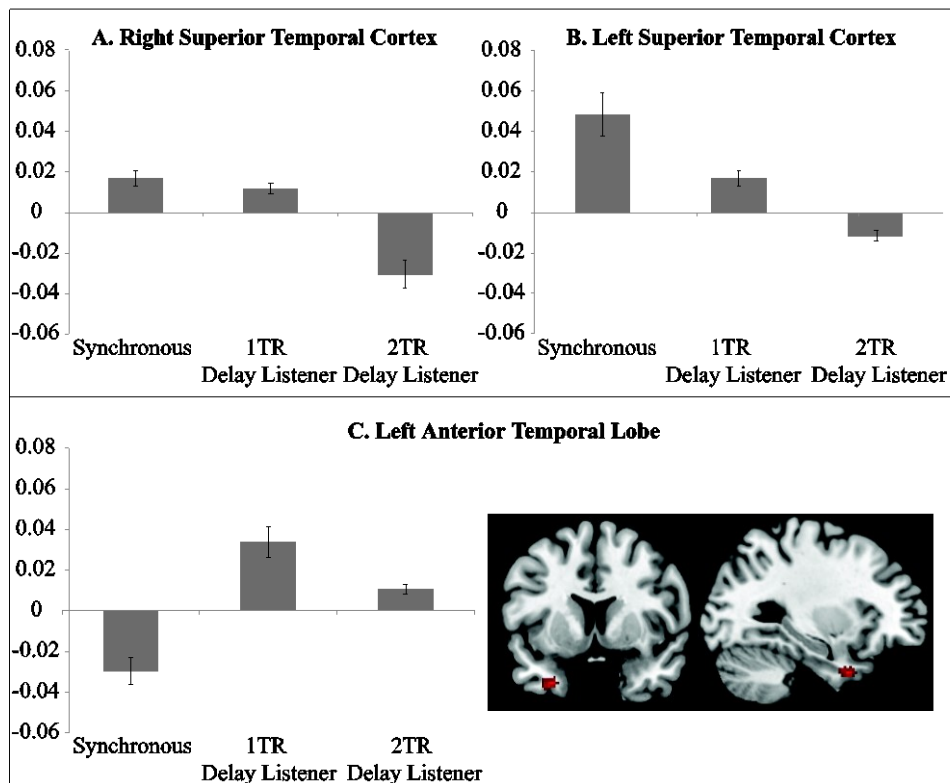 A. Right Superior Temporal Cortex
0.08
0.06
0.04
0.02
0
-0.02
-0.04
-0.06
Synchronous
1TR
Delay Listener
2TR
Delay Listener
B. Left Superior Temporal Cortex
0.08
0.06
0.04
0.02
0
-0.02
-0.04
-0.06
Synchronous
1TR
Delay Listener
2TR
Delay Listener
C. Left Anterior Temporal Lobe
0.08
0.06
0.04
0.02
0
-0.02
-0.04
-0.06
Synchronous
1TR
Delay Listener
2TR
Delay Listener